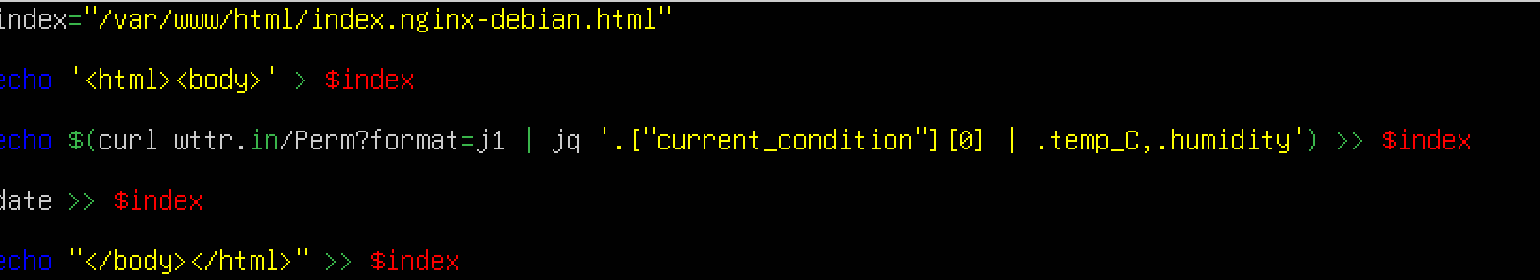 index="/var/www/html/index.nginx-debian.html"
echo '<html><body>' > $index
echo $(curl wttr.in/Perm?format=j1 | jq '.["current_condition"][0] | .temp_C,.humidity') >> $index
date >> $index
echo "</body></html>" >> $index